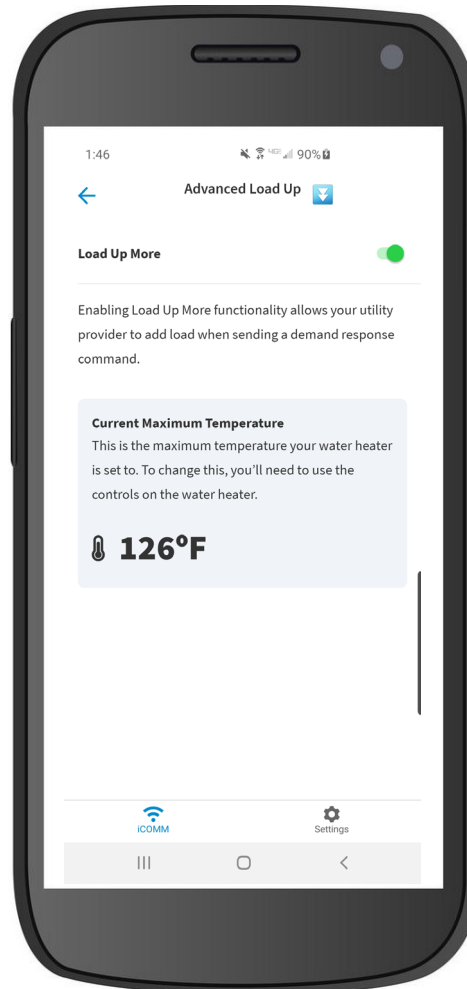 1:46 90%
Advanced Load Up
Load Up More
Enabling Load Up More functionality allows your utility
provider to add load when sending a demand response
command.
Current Maximum Temperature
This is the maximum temperature your water heater
is set to. To change this, you'll need to use the
controls on the water heater.
126°F
iCOMM Settings